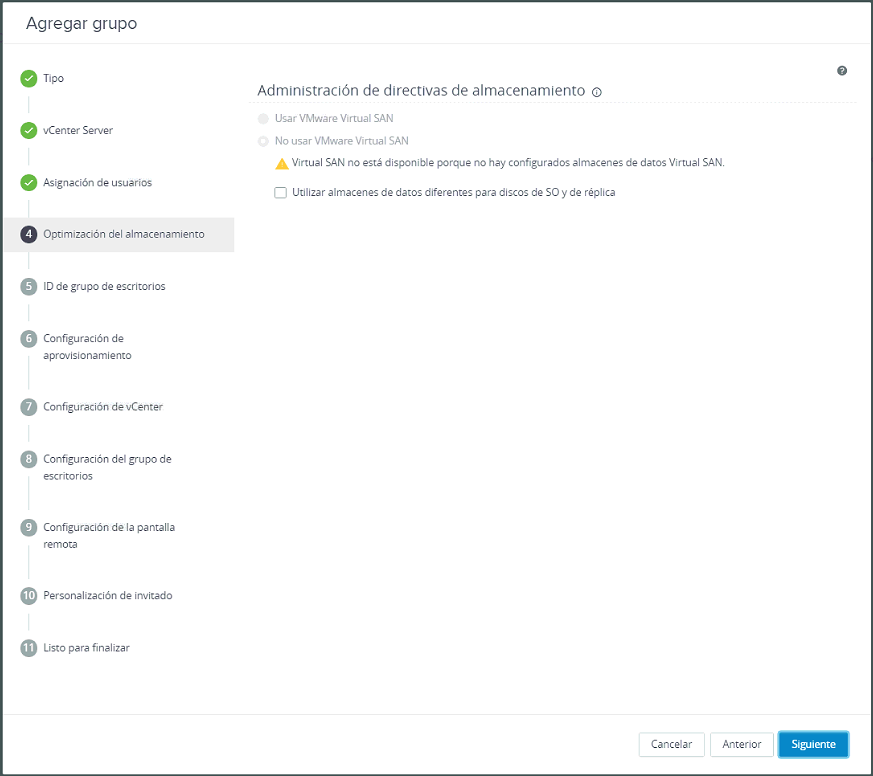 Agregar grupo
Tipo
vCenter Server
Asignación de usuarios
4 Optimización del almacenamiento
5 ID de grupo de escritorios
6 Configuración de
aprovisionamiento
7 Configuración de vCenter
8 Configuración del grupo de
escritorios
9 Configuración de la pantalla
remota
10 Personalización de invitado
11 Listo para finalizar
?
Administración de directivas de almacenamiento
Usar VMware Virtual SAN
No usar VMware Virtual SAN
Virtual SAN no está disponible porque no hay configurados almacenes de datos Virtual SAN.
Utilizar almacenes de datos diferentes para discos de SO y de réplica
Cancelar Anterior Siguiente